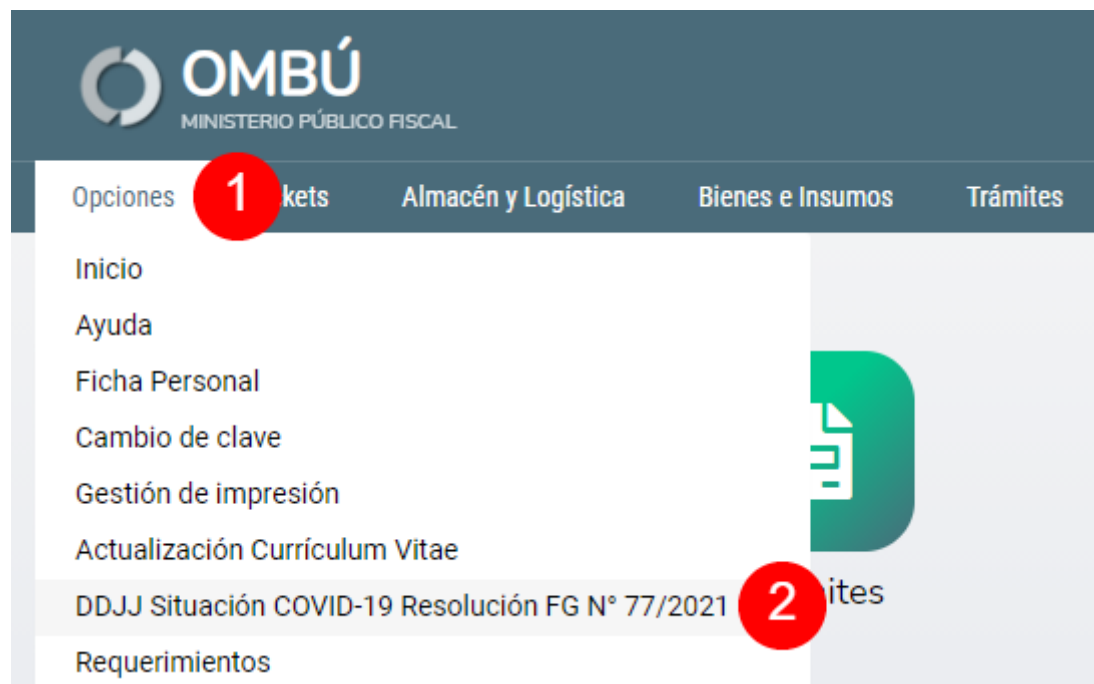 OMBÚ
MINISTERIO PÚBLICO FISCAL
Opciones 1 kets Almacén y Logística Bienes e Insumos Trámites
Inicio
Ayuda
Ficha Personal
Cambio de clave
Gestión de impresión
Actualización Currículum Vitae
DDJJ Situación COVID-19 Resolución FG N° 77/2021 2 ites
Requerimientos